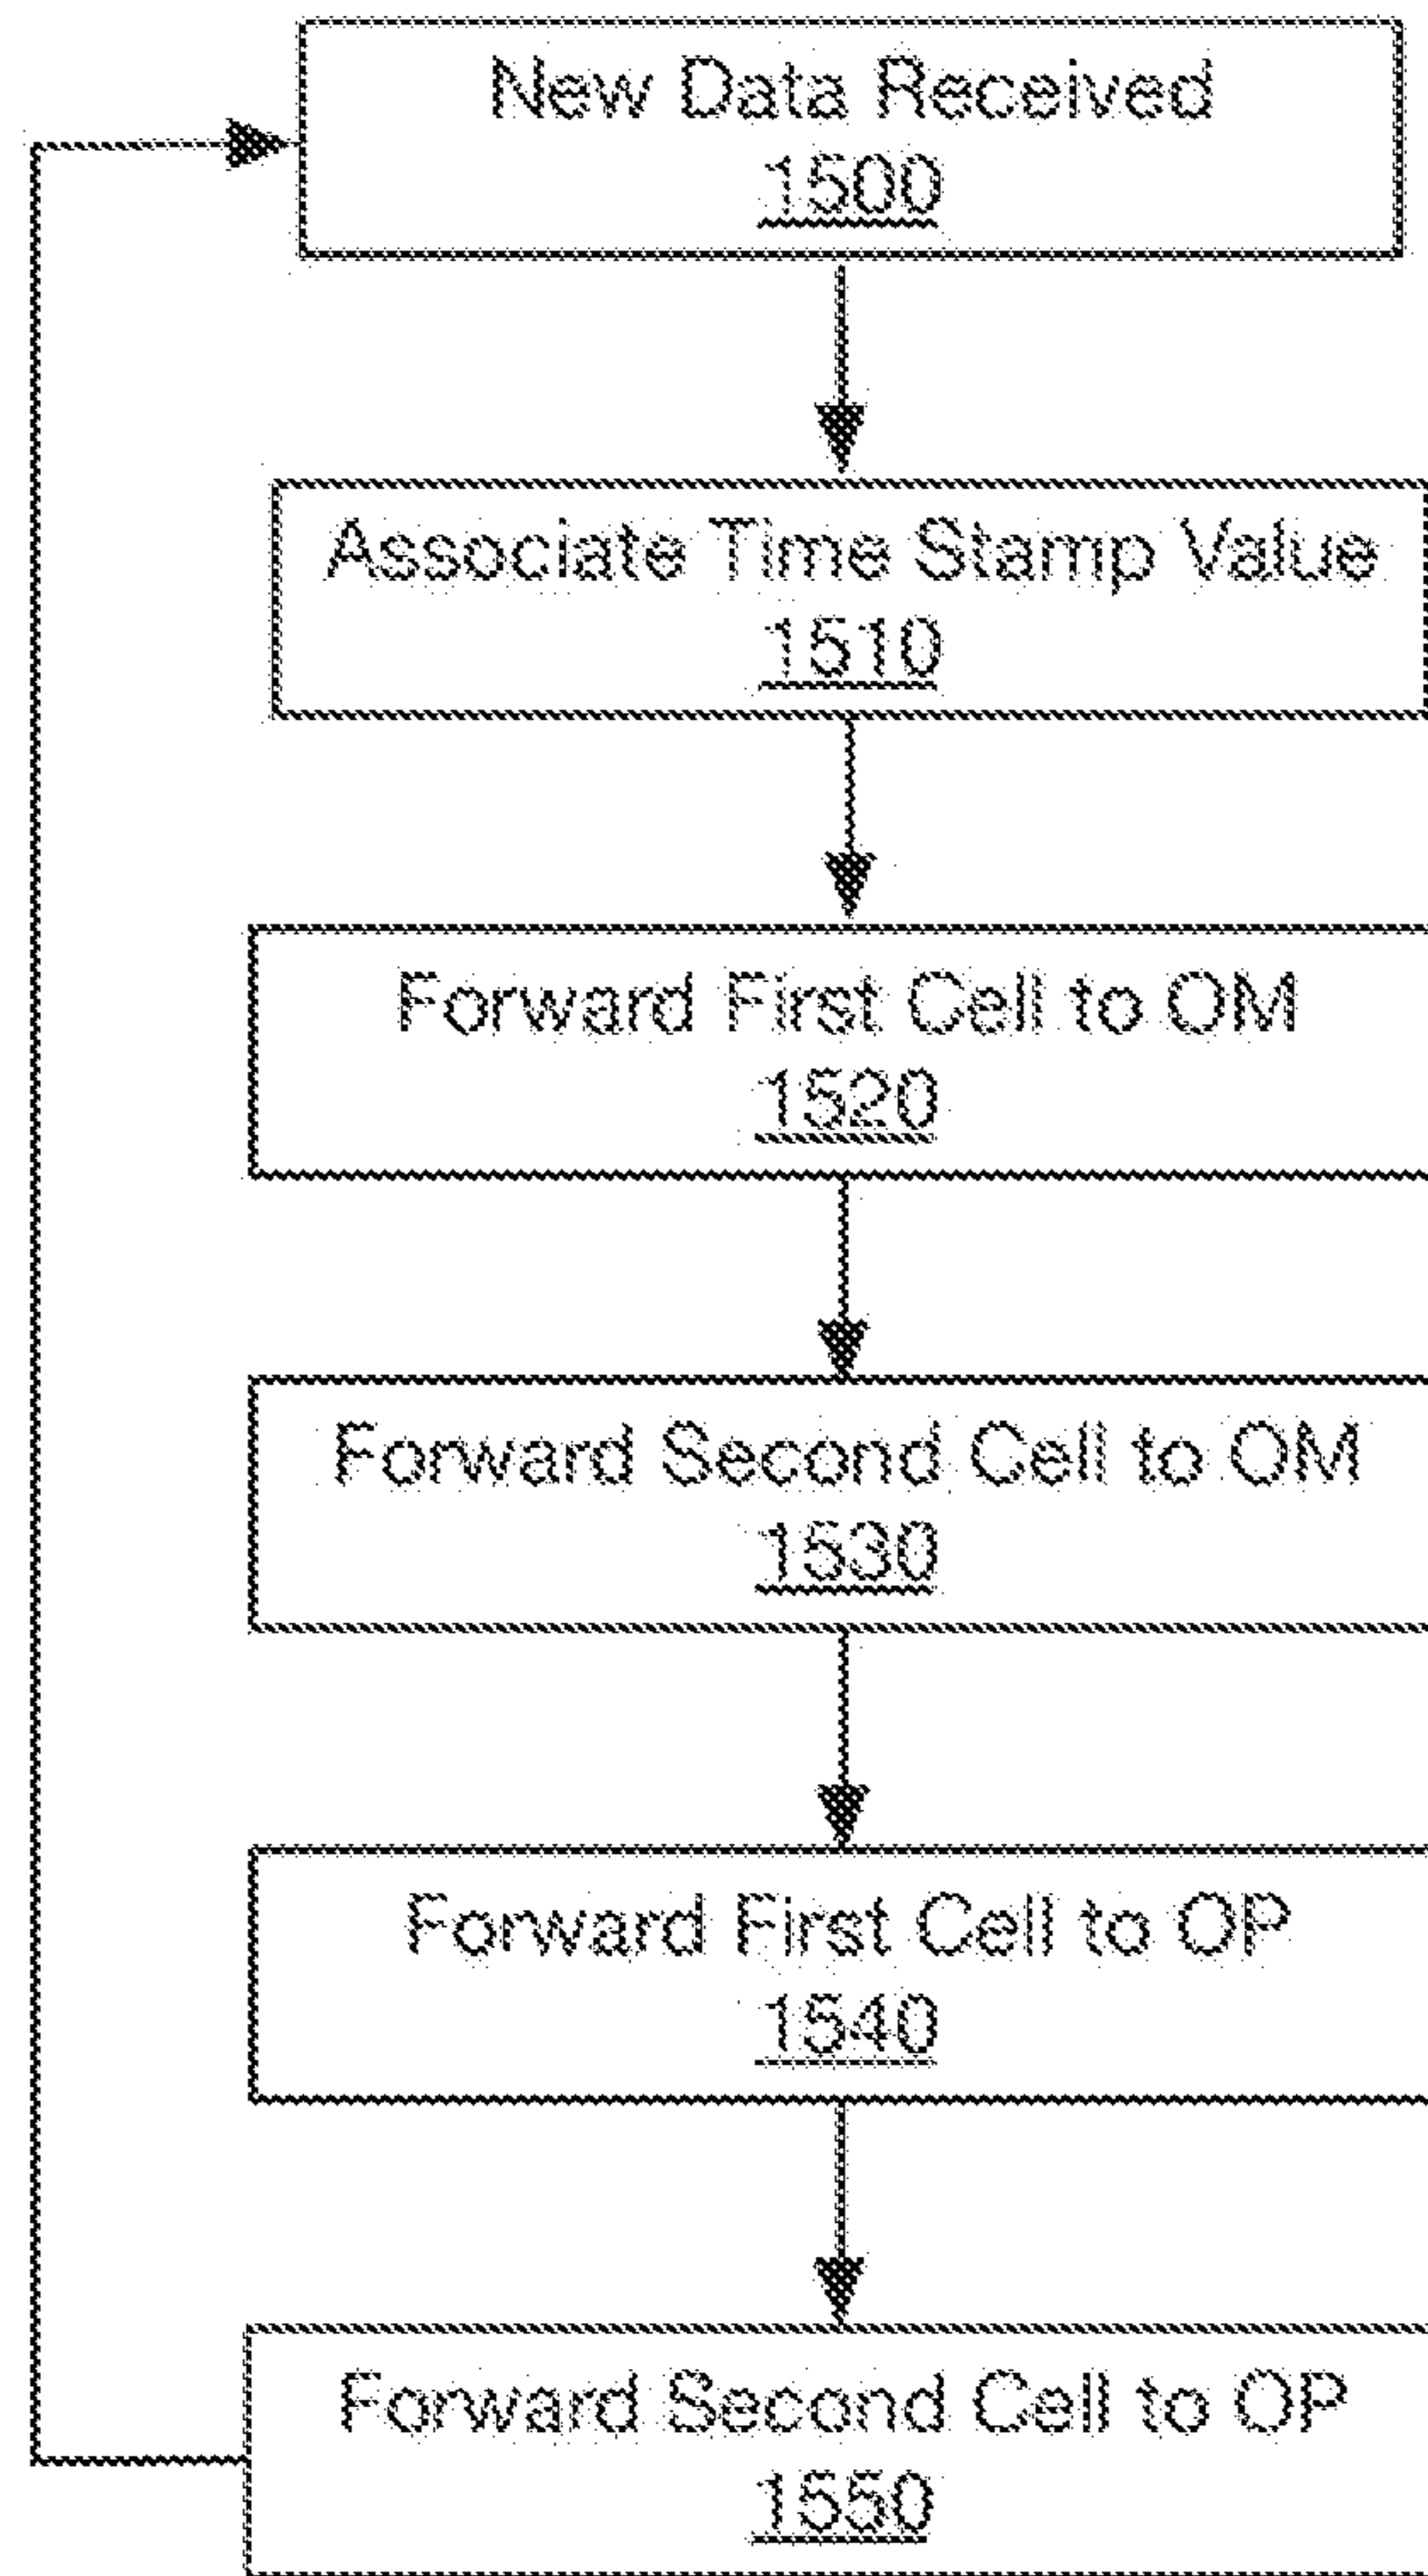 New Data Received
1500
Associate Time Stamp Value
1510
Forward First Cell to OM
1520
Forward Second Cell to OM
1530
Forward First Cell to OP
1540
Forward Second Cell to OP
1550